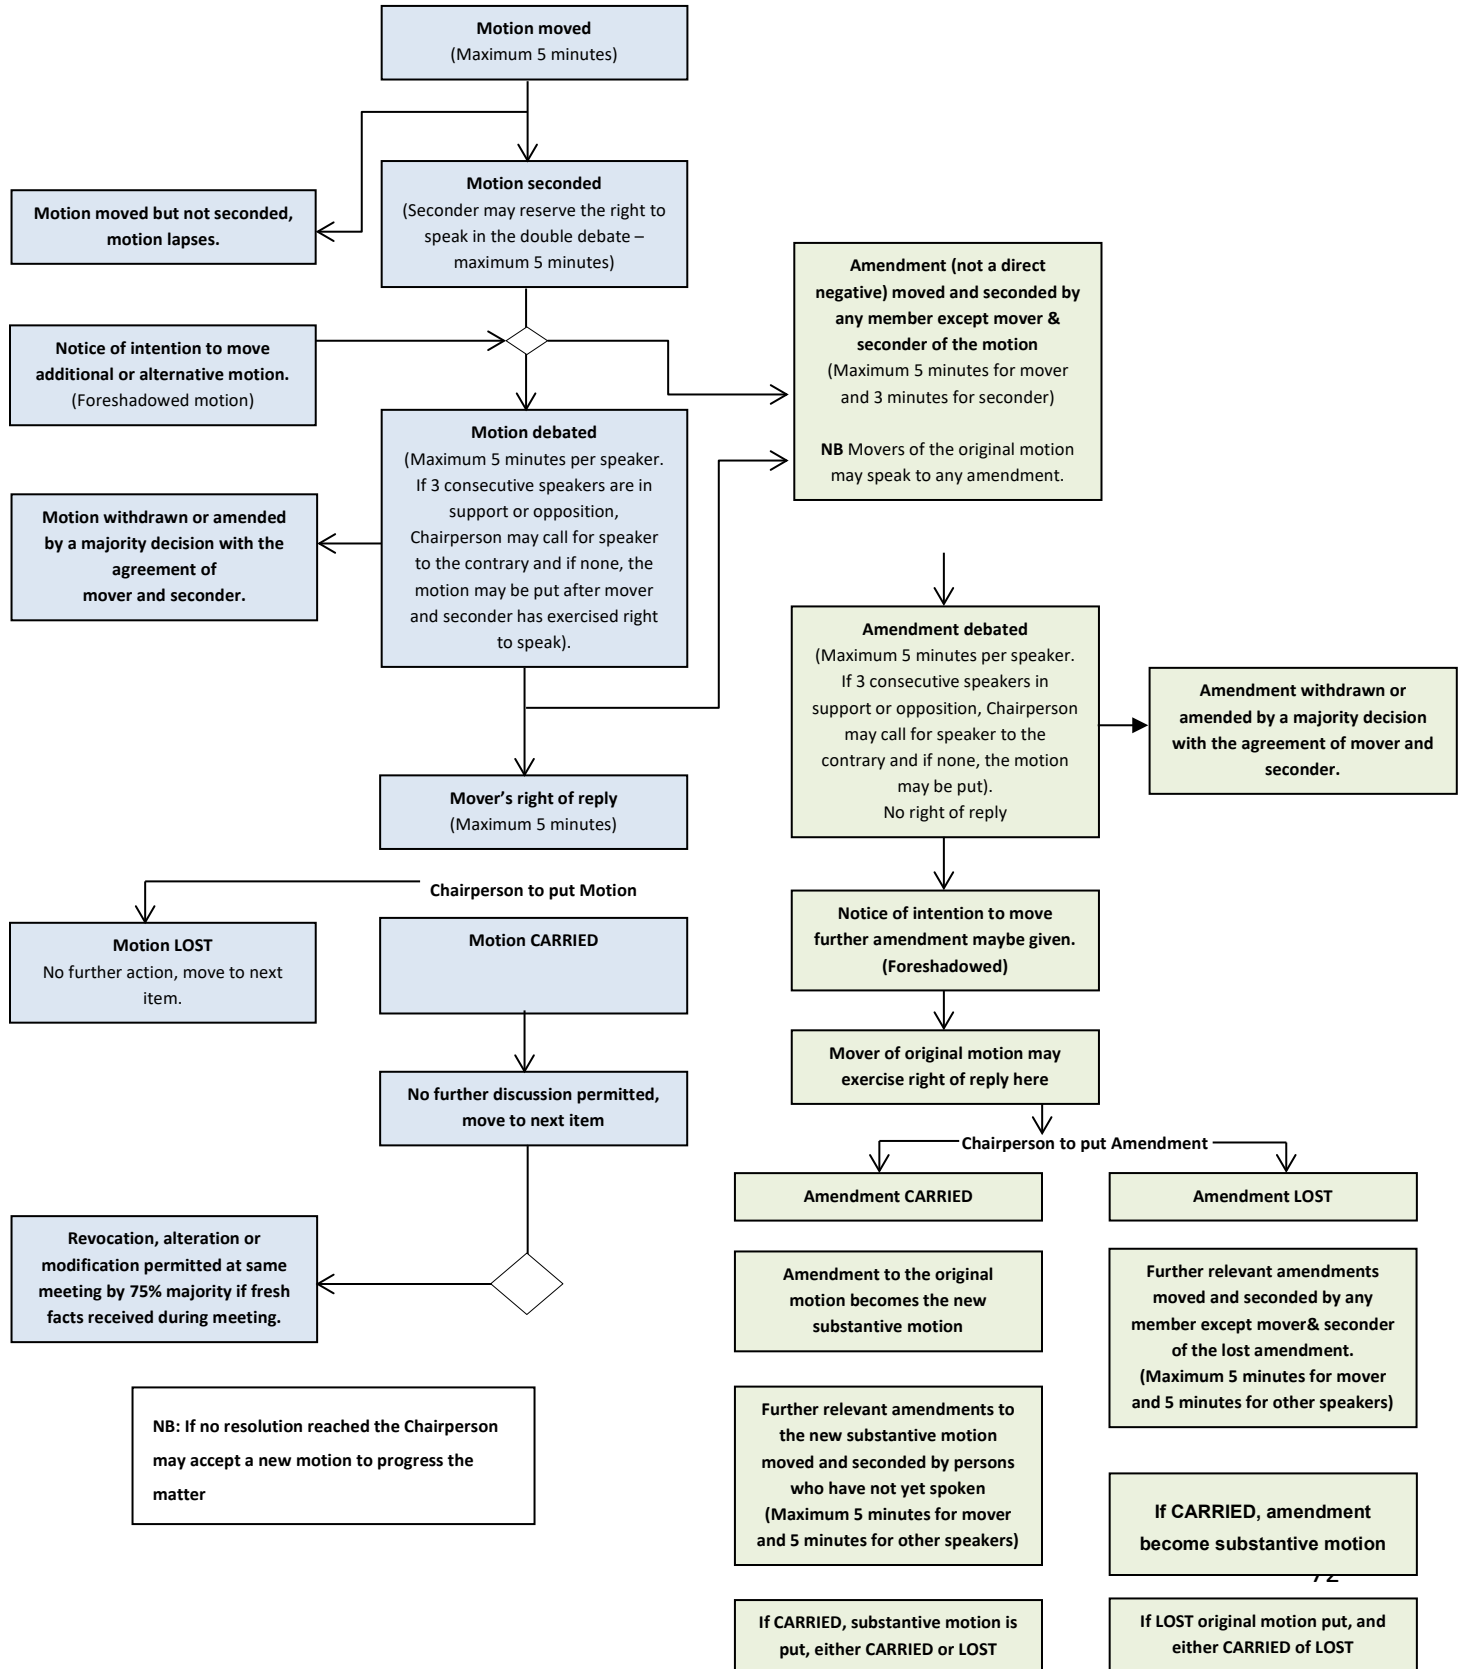 Motion moved
(Maximum 5 minutes)
Motion seconded
(Seconder may reserve the right to
speak in the double debate –
maximum 5 minutes)
Motion moved but not seconded,
motion lapses.
Notice of intention to move
additional or alternative motion.
(Foreshadowed motion)
Motion debated
(Maximum 5 minutes per speaker.
If 3 consecutive speakers are in
support or opposition,
Chairperson may call for speaker
to the contrary and if none, the
motion may be put after mover
and seconder has exercised right
to speak).
Motion withdrawn or amended
by a majority decision with the
agreement of
mover and seconder.
Mover’s right of reply
(Maximum 5 minutes)
Chairperson to put Motion
Motion LOST
No further action, move to next
item.
Motion CARRIED
No further discussion permitted,
move to next item
Revocation, alteration or
modification permitted at same
meeting by 75% majority if fresh
facts received during meeting.
NB: If no resolution reached the Chairperson
may accept a new motion to progress the
matter
Amendment (not a direct
negative) moved and seconded by
any member except mover &
seconder of the motion
(Maximum 5 minutes for mover
and 3 minutes for seconder)
NB Movers of the original motion
may speak to any amendment.
Amendment debated
(Maximum 5 minutes per speaker.
If 3 consecutive speakers in
support or opposition, Chairperson
may call for speaker to the
contrary and if none, the motion
may be put).
No right of reply
Amendment withdrawn or
amended by a majority decision
with the agreement of mover and
seconder.
Notice of intention to move
further amendment maybe given.
(Foreshadowed)
Mover of original motion may
exercise right of reply here
Chairperson to put Amendment
Amendment CARRIED
Amendment to the original
motion becomes the new
substantive motion
Further relevant amendments to
the new substantive motion
moved and seconded by persons
who have not yet spoken
(Maximum 5 minutes for mover
and 5 minutes for other speakers)
If CARRIED, substantive motion is
put, either CARRIED or LOST
Amendment LOST
Further relevant amendments
moved and seconded by any
member except mover& seconder
of the lost amendment.
(Maximum 5 minutes for mover
and 5 minutes for other speakers)
If CARRIED, amendment
become substantive motion
If LOST original motion put, and
either CARRIED of LOST